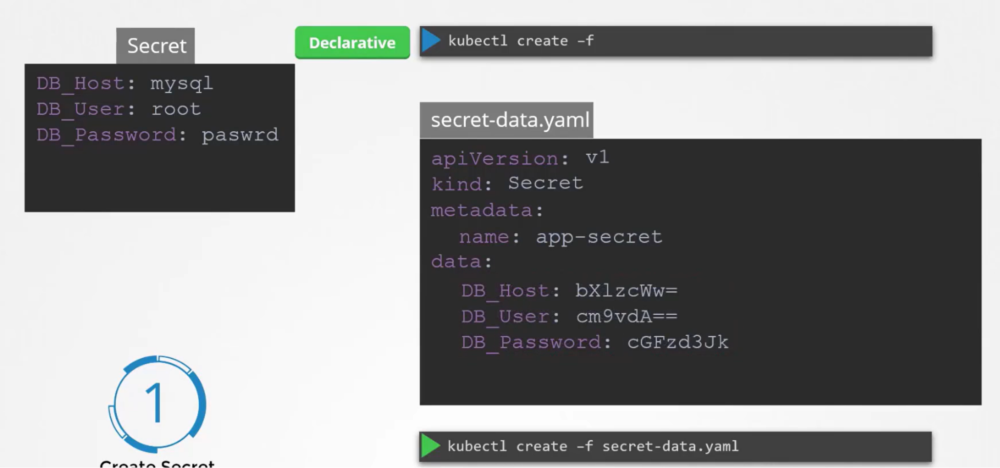 Secret
DB_Host: mysql
DB_User: root
DB_Password: paswrd
Declarative
kubectl create –f
secret-data.yaml
apiVersion: v1
kind: Secret
metadata:
name: app-secret
data:
DB_Host: bXlzcWw=
DB_User: cm9vdA==
DB_Password: cGFzd3Jk
1
Create Secret
kubectl create –f secret-data.yaml